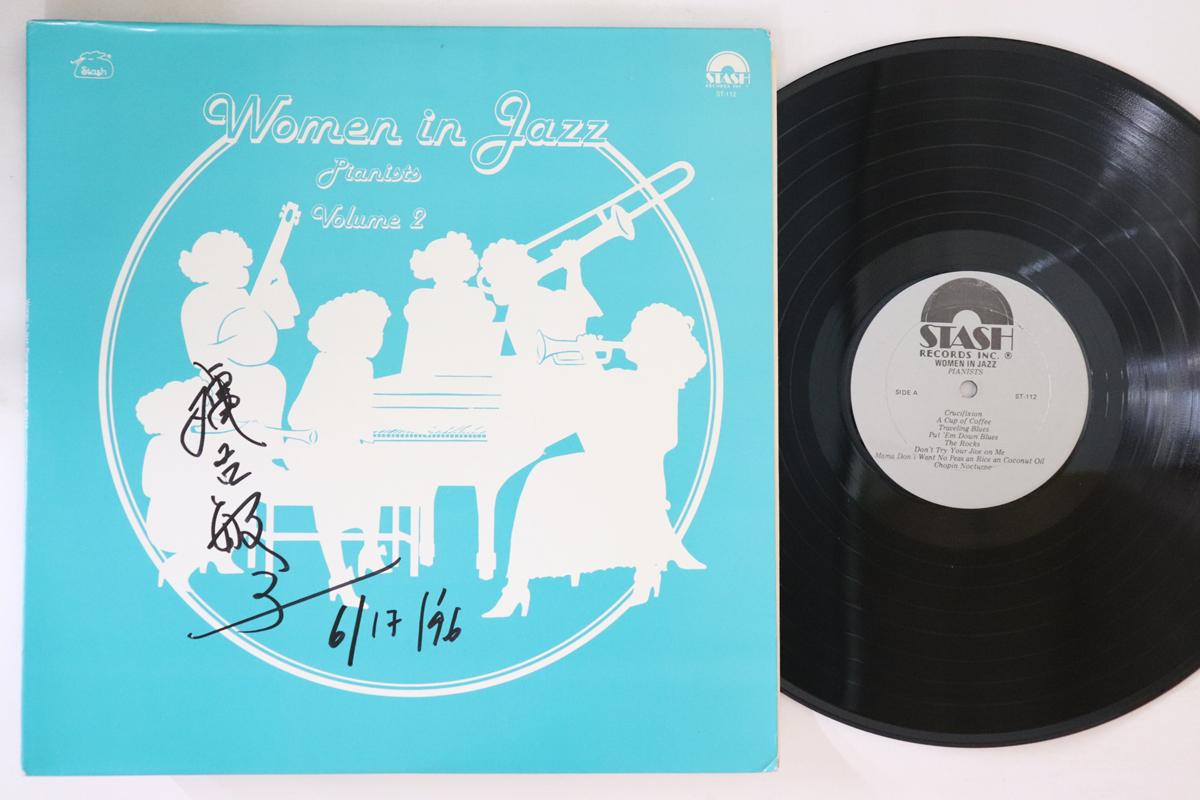 Stash
STASH
RECORDS INC.
ST-112
Women in Jazz
Pianists
Volume 2
穐吉敏子
6/17/'96
STASH
RECORDS INC. ®
WOMEN IN JAZZ
PIANISTS
SIDE A
ST-112
Crucifixion
A Cup of Coffee
Traveling Blues
Put 'Em Down Blues
The Rocks
Don't Try Your Jive on Me
Mama Don't Want No Peas an Rice an Coconut Oil
Chopin Nocturne